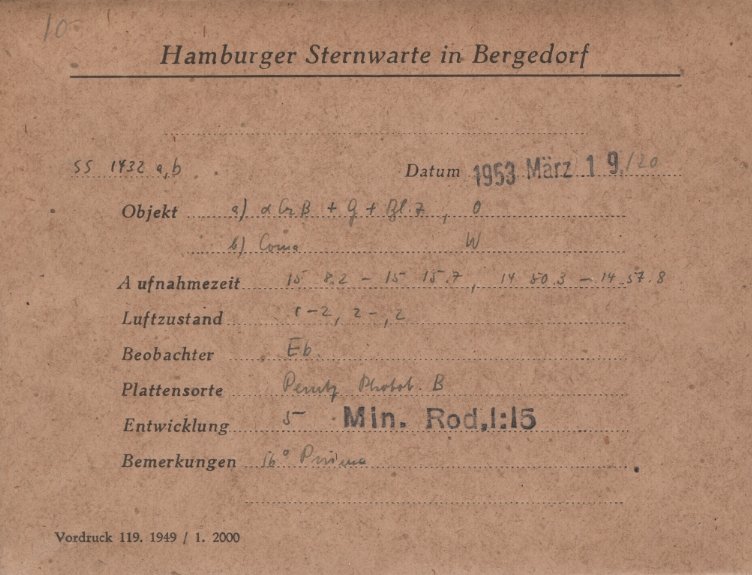 10
Hamburger Sternwarte in Bergedorf
SS 1432 a,b Datum 1953 März 19./20
Objekt a) α CrB + G + Bl 7, O
b) Coma W
Aufnahmezeit 15 8.2 - 15 15.7, 14 50.3 - 14 57.8
Luftzustand 1-2, 2-, 2
Beobachter Eb.
Plattensorte Perutz Photot. B
Entwicklung 5 Min. Rod, 1:15
Bemerkungen 16° Prisma
Vordruck 119. 1949 / 1. 2000